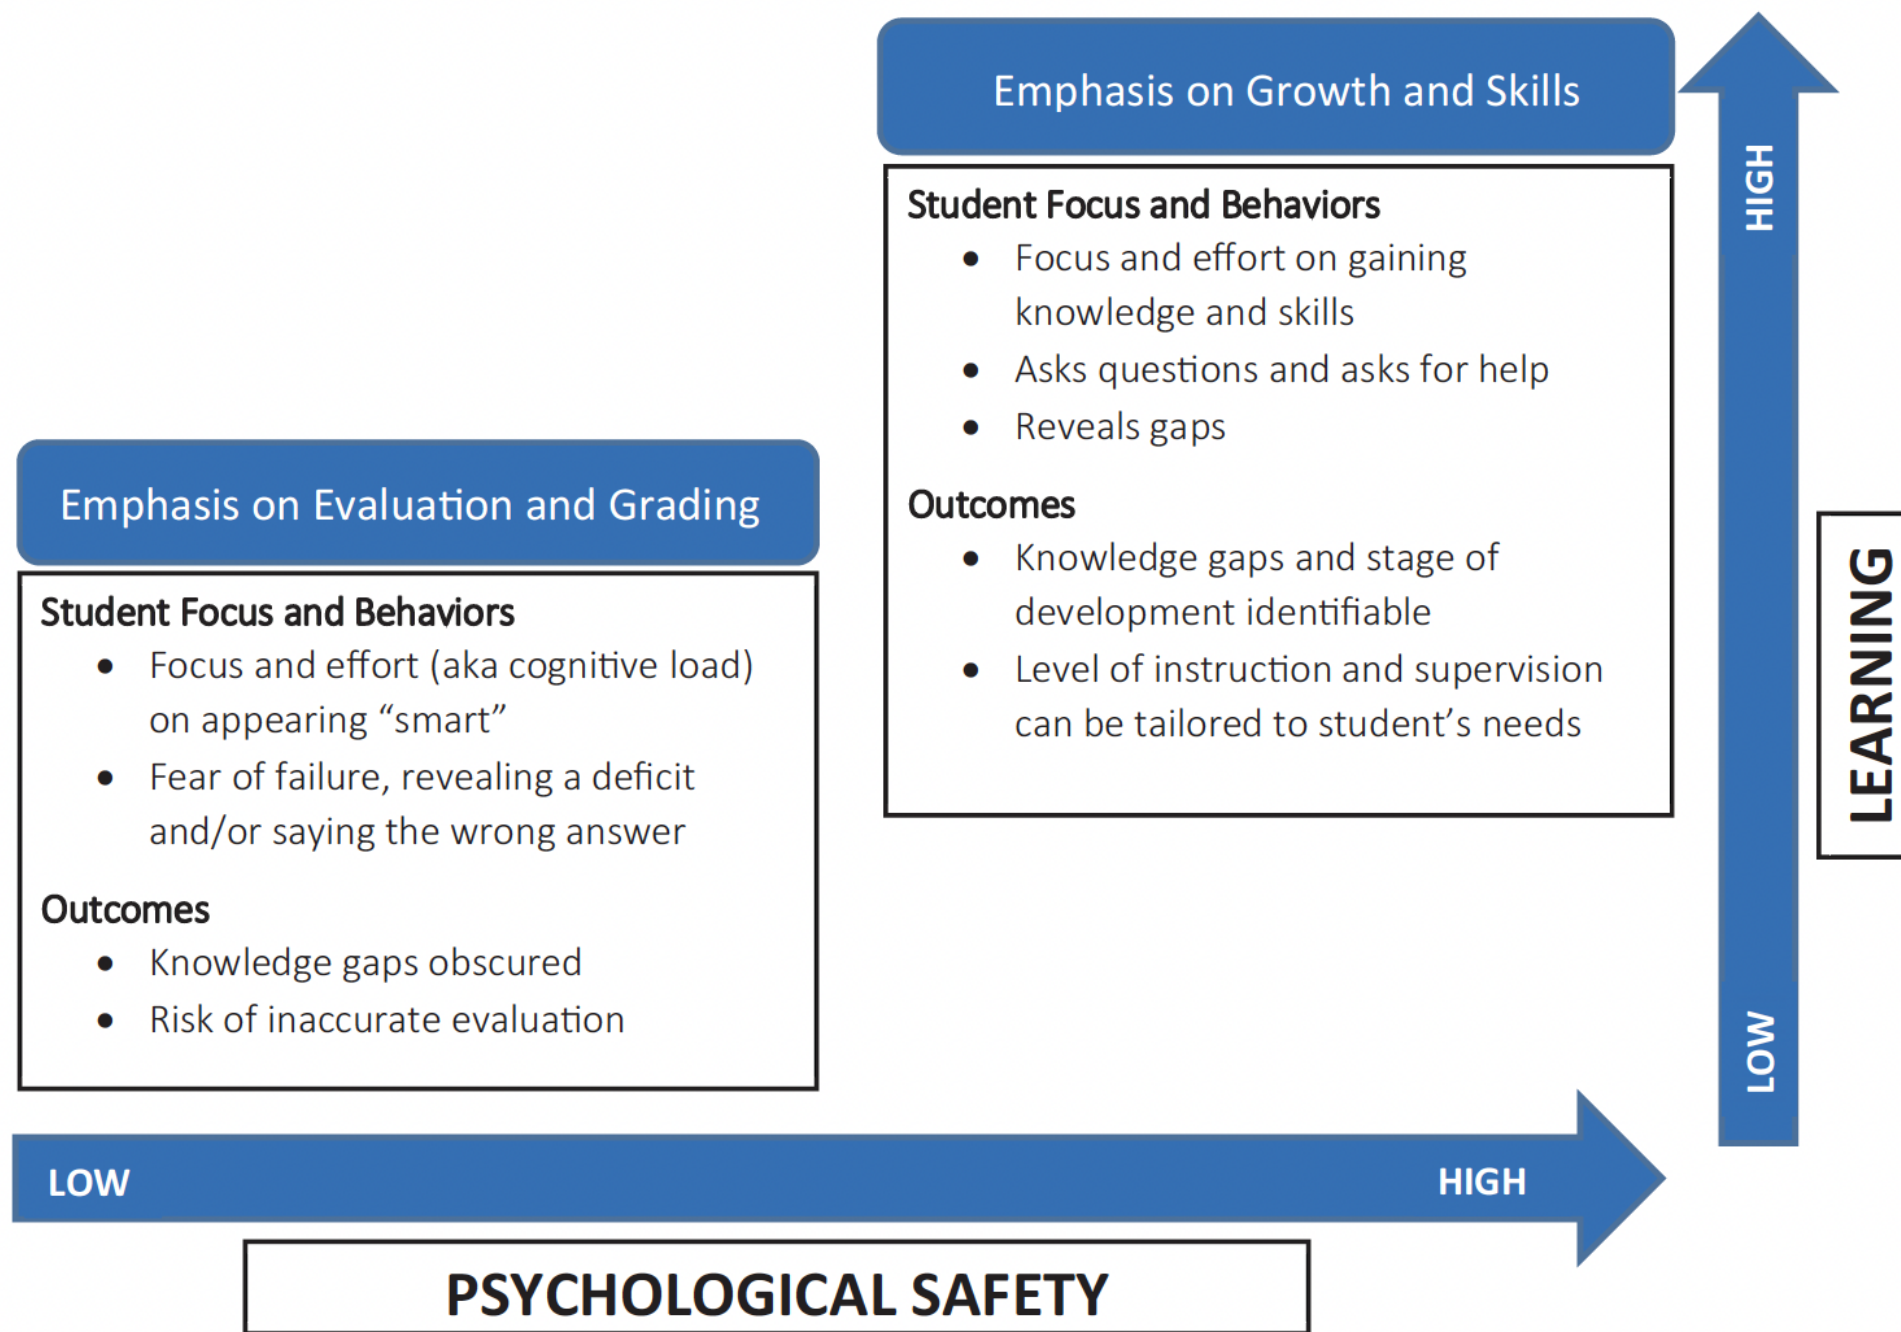 Emphasis on Growth and Skills
Student Focus and Behaviors
• Focus and effort on gaining
knowledge and skills
• Asks questions and asks for help
• Reveals gaps
Outcomes
• Knowledge gaps and stage of
development identifiable
• Level of instruction and supervision
can be tailored to student’s needs
Emphasis on Evaluation and Grading
Student Focus and Behaviors
• Focus and effort (aka cognitive load)
on appearing “smart”
• Fear of failure, revealing a deficit
and/or saying the wrong answer
Outcomes
• Knowledge gaps obscured
• Risk of inaccurate evaluation
HIGH
LOW
LEARNING
LOW
HIGH
PSYCHOLOGICAL SAFETY